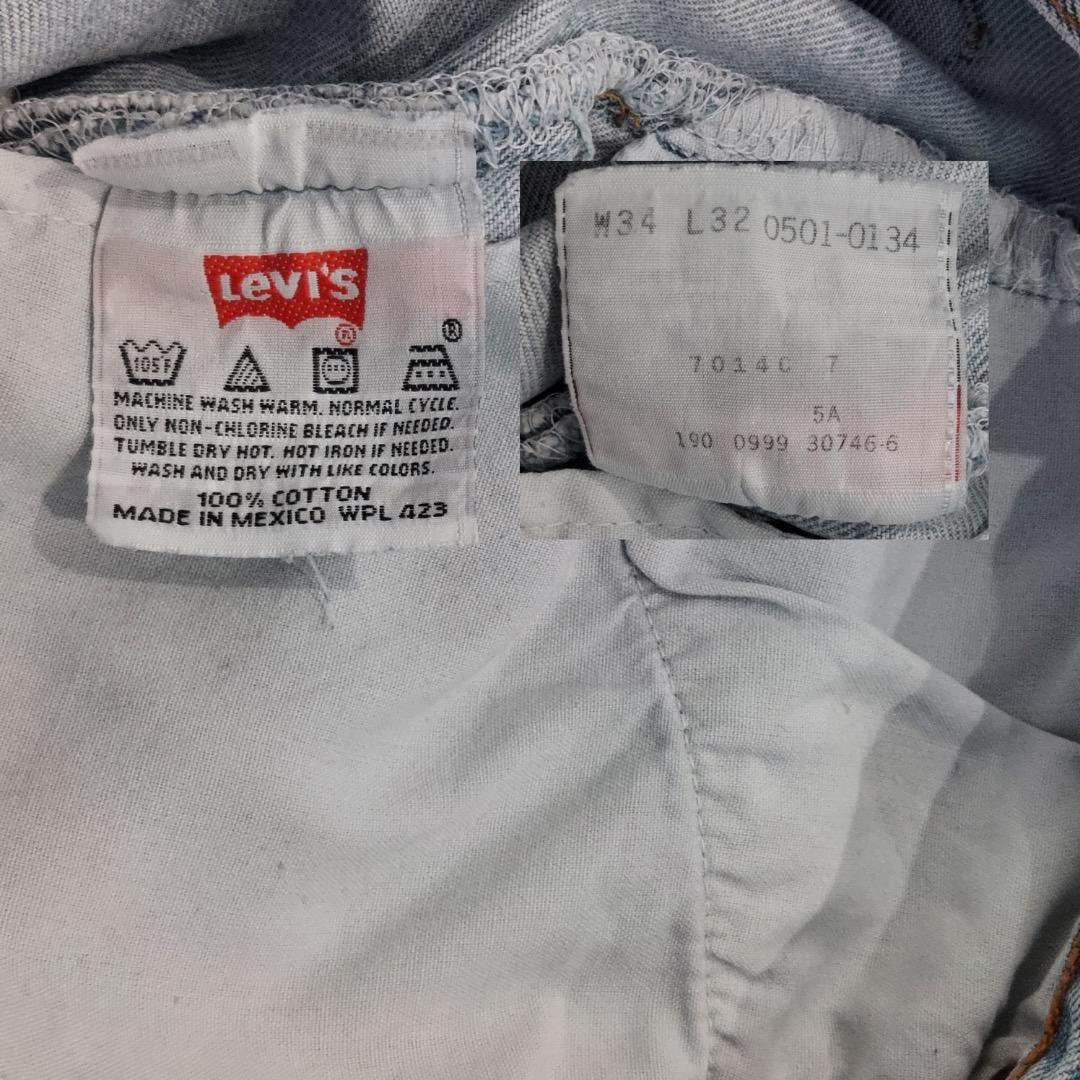 Levi's
®
®
105F
MACHINE WASH WARM. NORMAL CYCLE.
ONLY NON-CHLORINE BLEACH IF NEEDED.
TUMBLE DRY HOT. HOT IRON IF NEEDED.
WASH AND DRY WITH LIKE COLORS.
100% COTTON
MADE IN MEXICO WPL 423
W34 L32 0501-0134
7014C 7
5A
190 0999 30746-6